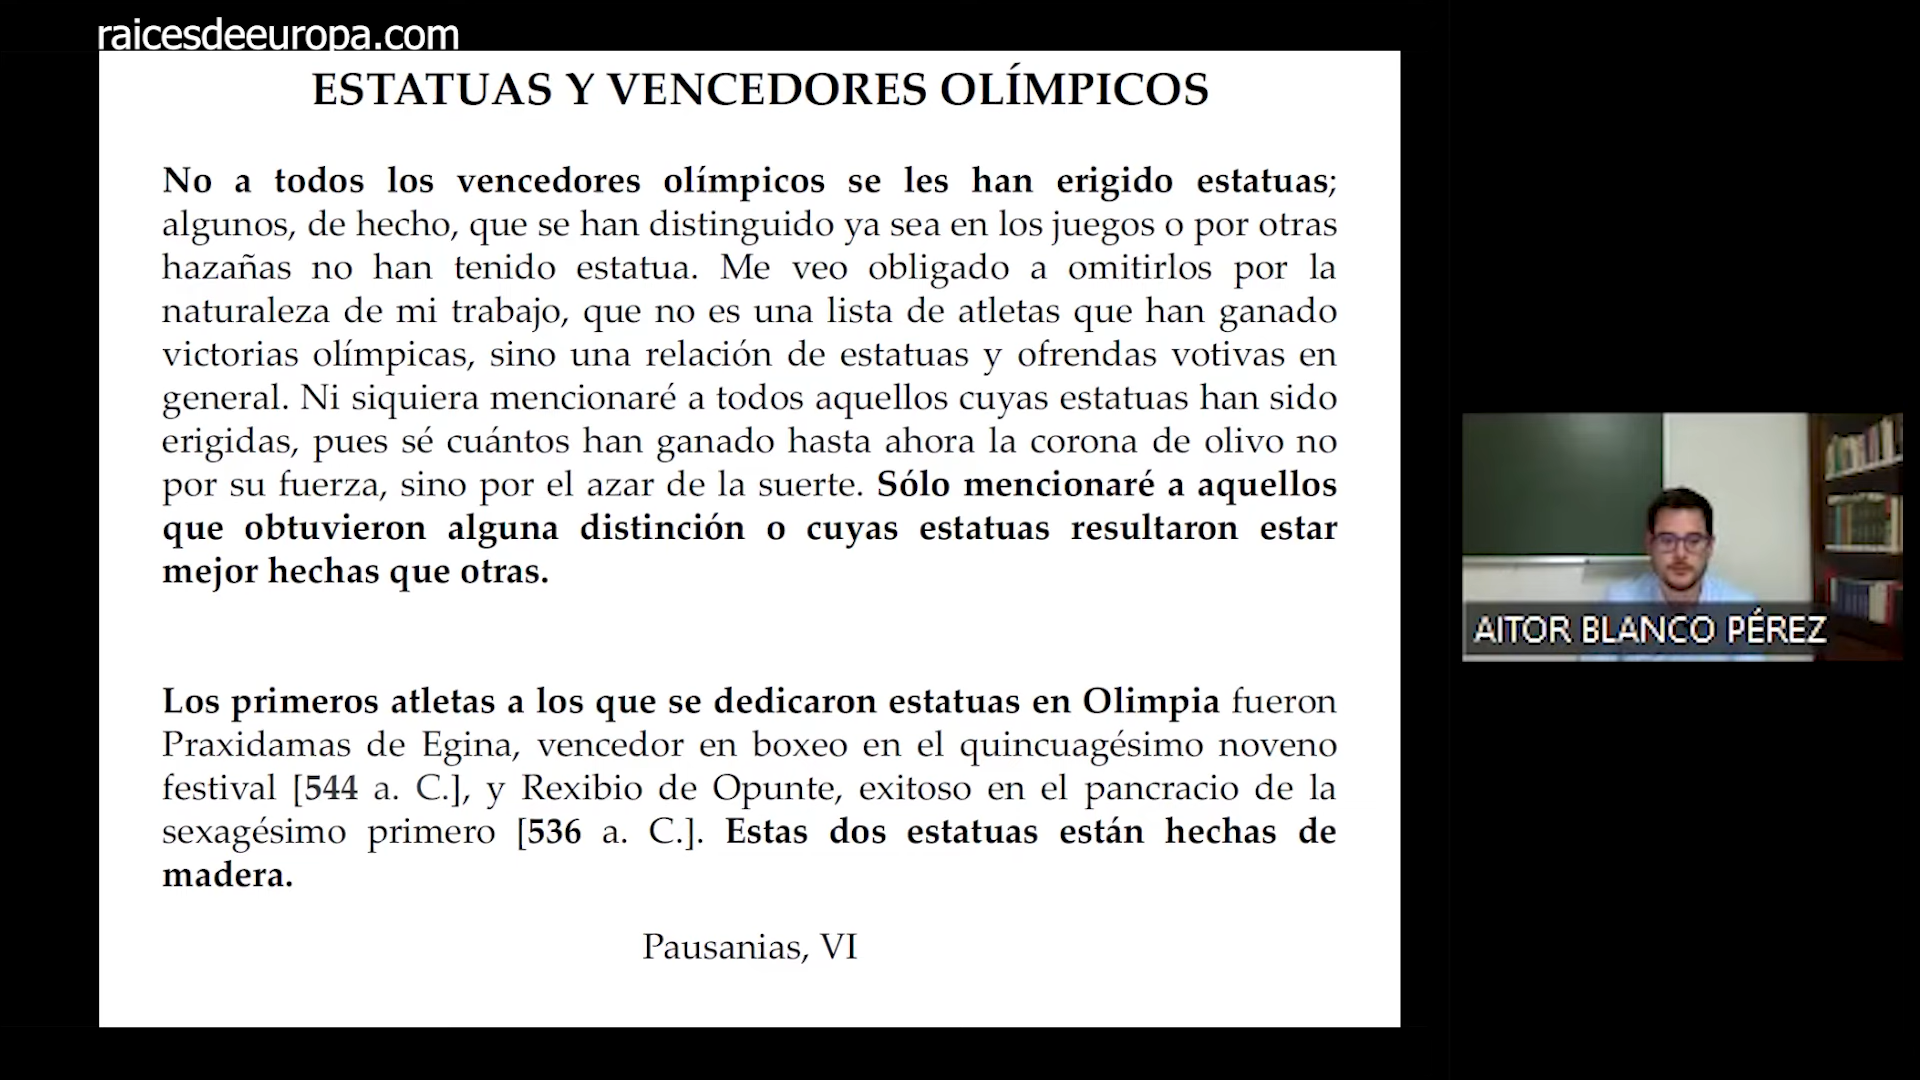 raicesdeeuropa.com
ESTATUAS Y VENCEDORES OLÍMPICOS
No a todos los vencedores olímpicos se les han erigido estatuas;
algunos, de hecho, que se han distinguido ya sea en los juegos o por otras
hazañas no han tenido estatua. Me veo obligado a omitirlos por la
naturaleza de mi trabajo, que no es una lista de atletas que han ganado
victorias olímpicas, sino una relación de estatuas y ofrendas votivas en
general. Ni siquiera mencionaré a todos aquellos cuyas estatuas han sido
erigidas, pues sé cuántos han ganado hasta ahora la corona de olivo no
por su fuerza, sino por el azar de la suerte. Sólo mencionaré a aquellos
que obtuvieron alguna distinción o cuyas estatuas resultaron estar
mejor hechas que otras.
Los primeros atletas a los que se dedicaron estatuas en Olimpia fueron
Praxidamas de Egina, vencedor en boxeo en el quincuagésimo noveno
festival [544 a. C.], y Rexibio de Opunte, exitoso en el pancracio de la
sexagésimo primero [536 a. C.]. Estas dos estatuas están hechas de
madera.
Pausanias, VI
AITOR BLANCO PÉREZ